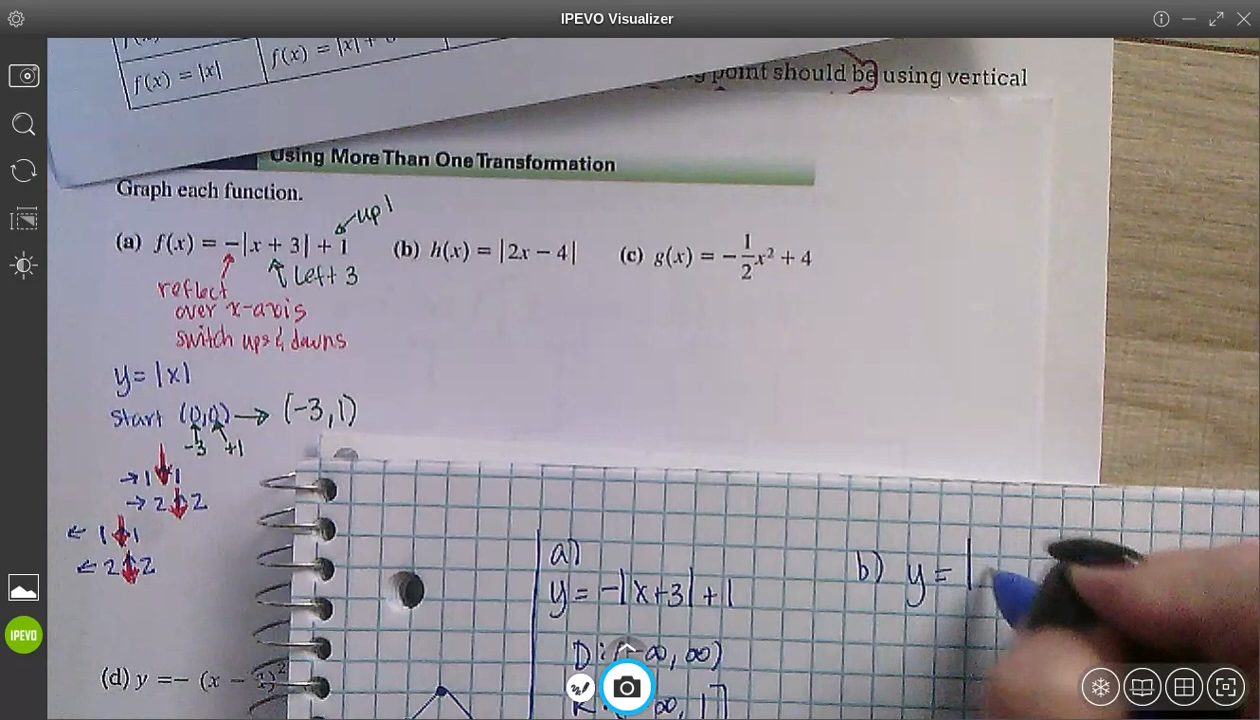 IPEVO Visualizer
f(x) = |x|
f(x) = |x| +
point should be using vertical
Using More Than One Transformation
Graph each function.
up 1
(a) f(x) = −|x + 3| + 1
(b) h(x) = |2x − 4|
(c) g(x) = −1/2x² + 4
left 3
reflect
over x-axis
switch ups & downs
y = |x|
start (0,0) → (-3, 1)
-3 +1
→ 1 ↓ 1
→ 2 ↓ 2
← 1 ↓ 1
← 2 ↓ 2
IPEVO
a)
y = -|x+3| + 1
b) y = |
D: (-∞, ∞)
(d) y = − (x −
∞, 1]